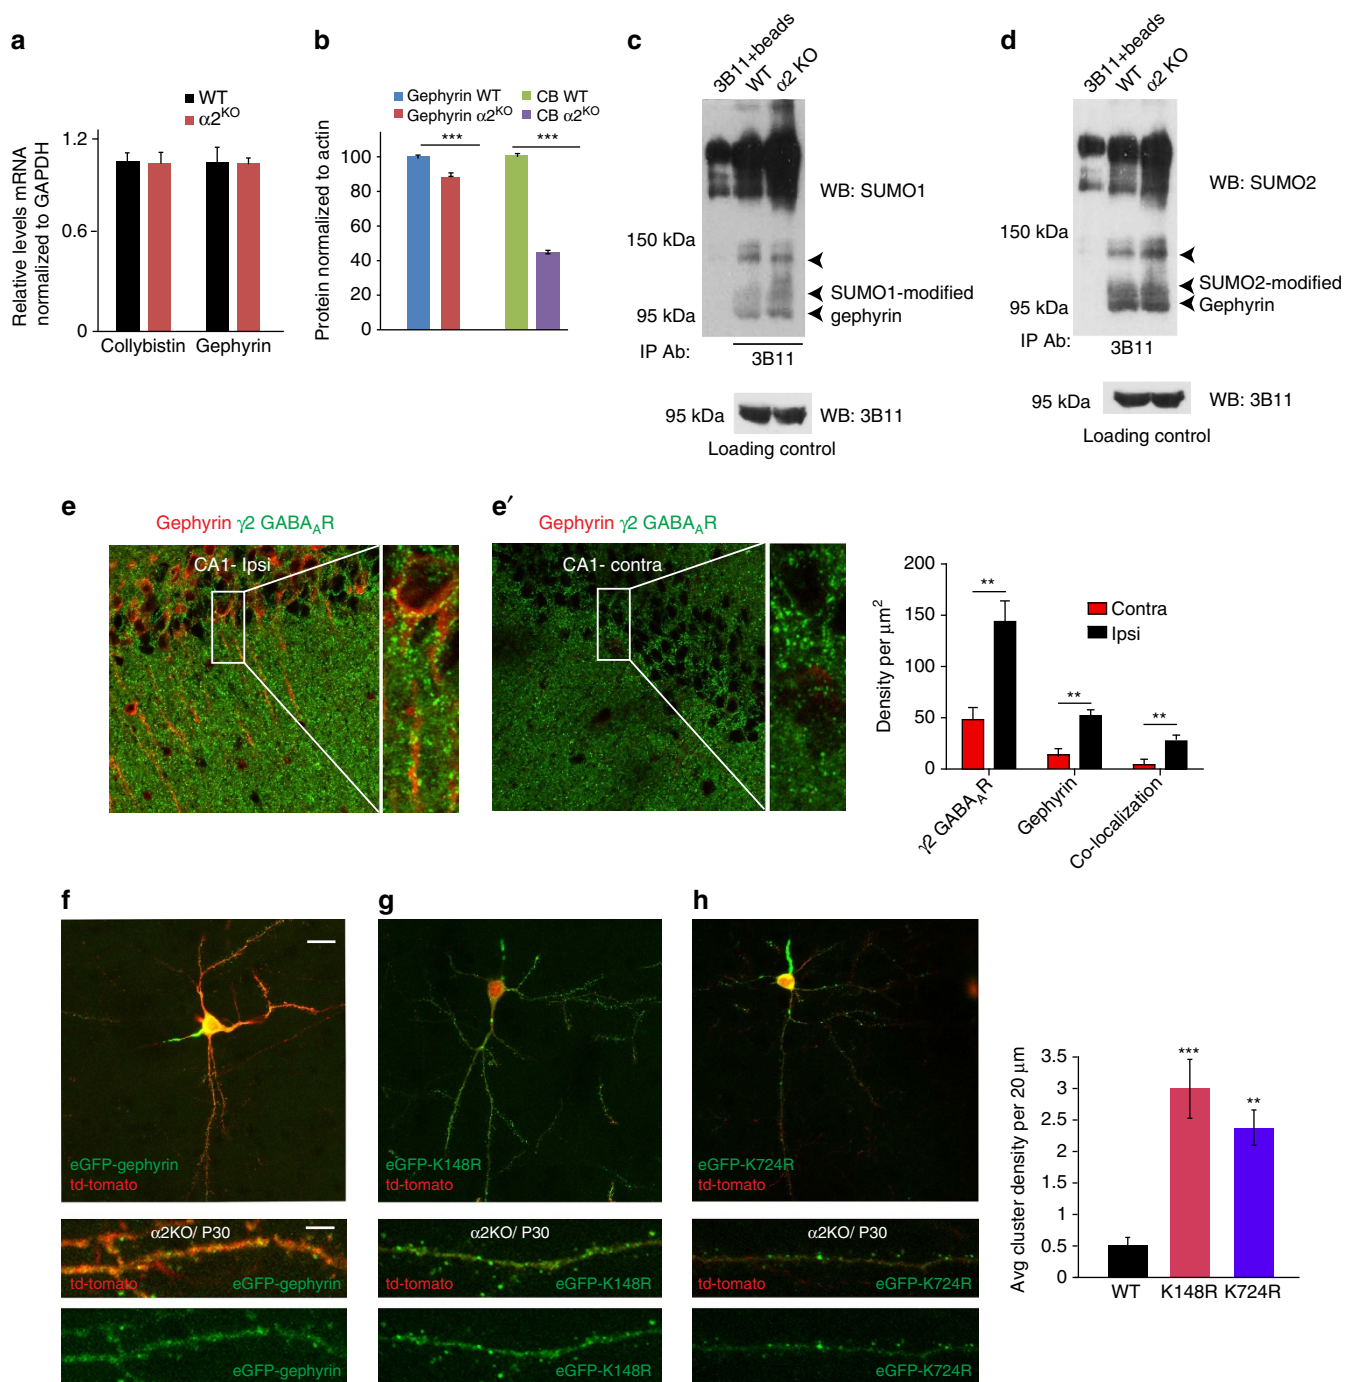 a
WT
α2KO
1.2
0.6
0
Relative levels mRNA
normalized to GAPDH
Collybistin
Gephyrin
b
Gephyrin WT
CB WT
Gephyrin α2KO
CB α2KO
***
***
100
80
60
40
20
0
Protein normalized to actin
c
3B11+beads
WT
α2 KO
WB: SUMO1
150 kDa
SUMO1-modified
gephyrin
95 kDa
IP Ab:
3B11
95 kDa
WB: 3B11
Loading control
d
3B11+beads
WT
α2 KO
WB: SUMO2
150 kDa
SUMO2-modified
Gephyrin
95 kDa
IP Ab:
3B11
95 kDa
WB: 3B11
Loading control
e
Gephyrin γ2 GABAAR
CA1- Ipsi
e′
Gephyrin γ2 GABAAR
CA1- contra
200
150
100
50
0
Density per μm2
**
**
**
Contra
Ipsi
γ2 GABAAR
Gephyrin
Co-localization
f
eGFP-gephyrin
td-tomato
α2KO/ P30
td-tomato
eGFP-gephyrin
eGFP-gephyrin
g
eGFP-K148R
td-tomato
α2KO/ P30
td-tomato
eGFP-K148R
eGFP-K148R
h
eGFP-K724R
td-tomato
α2KO/ P30
td-tomato
eGFP-K724R
eGFP-K724R
3.5
3
2.5
2
1.5
1
0.5
0
Avg cluster density per 20 μm
***
**
WT
K148R
K724R